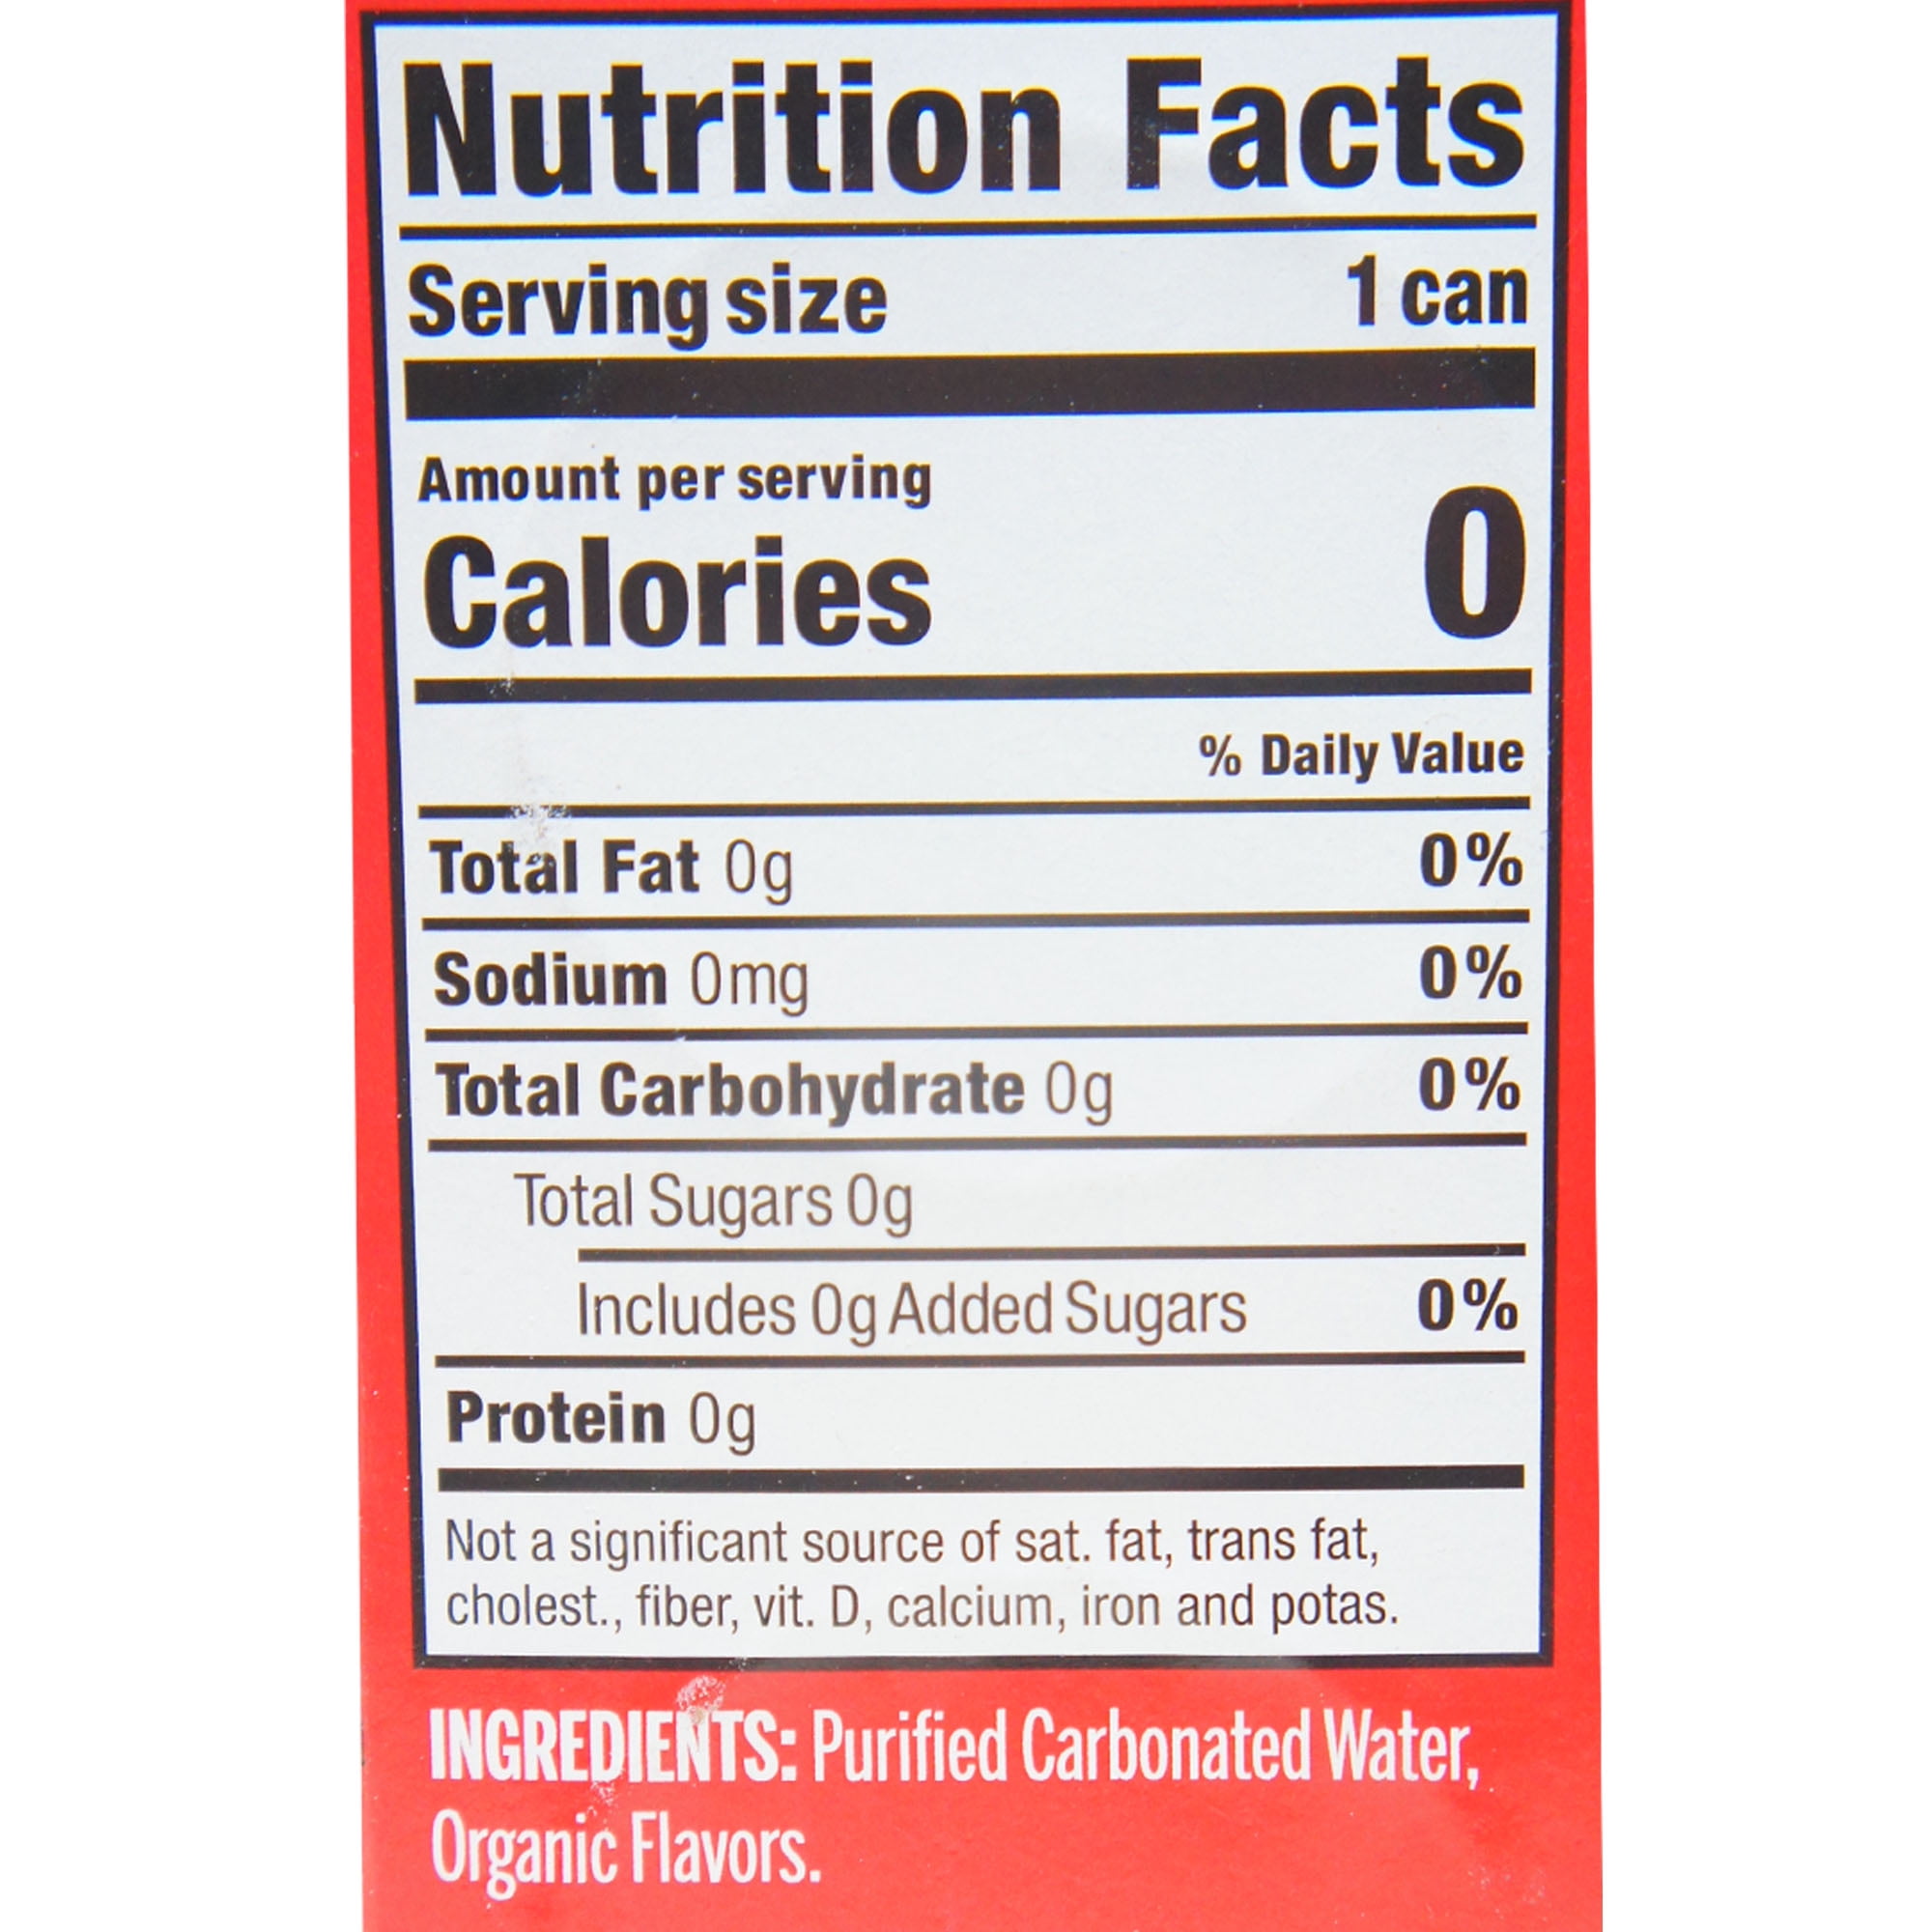 Nutrition Facts
Serving size 1 can
Amount per serving
Calories 0
% Daily Value
Total Fat 0g 0%
Sodium 0mg 0%
Total Carbohydrate 0g 0%
Total Sugars 0g
Includes 0g Added Sugars 0%
Protein 0g
Not a significant source of sat. fat, trans fat,
cholest., fiber, vit. D, calcium, iron and potas.
INGREDIENTS: Purified Carbonated Water,
Organic Flavors.